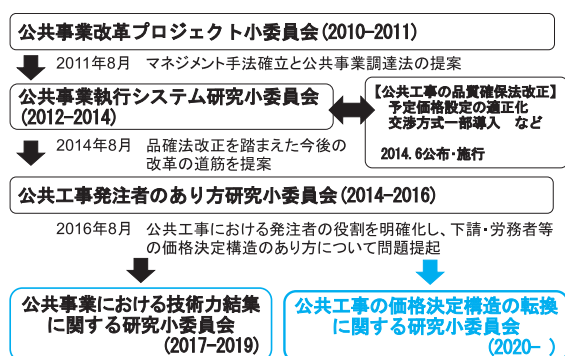 公共事業改革プロジェクト小委員会(2010-2011)
2011年8月 マネジメント手法確立と公共事業調達法の提案
公共事業執行システム研究小委員会
(2012-2014)
【公共工事の品質確保法改正】
予定価格設定の適正化
交渉方式一部導入 など
2014.6公布・施行
2014年8月 品確法改正を踏まえた今後の
改革の道筋を提案
公共工事発注者のあり方研究小委員会(2014-2016)
2016年8月 公共工事における発注者の役割を明確化し、下請・労務者等
の価格決定構造のあり方について問題提起
公共事業における技術力結集
に関する研究小委員会
(2017-2019)
公共工事の価格決定構造の転換
に関する研究小委員会
(2020- )